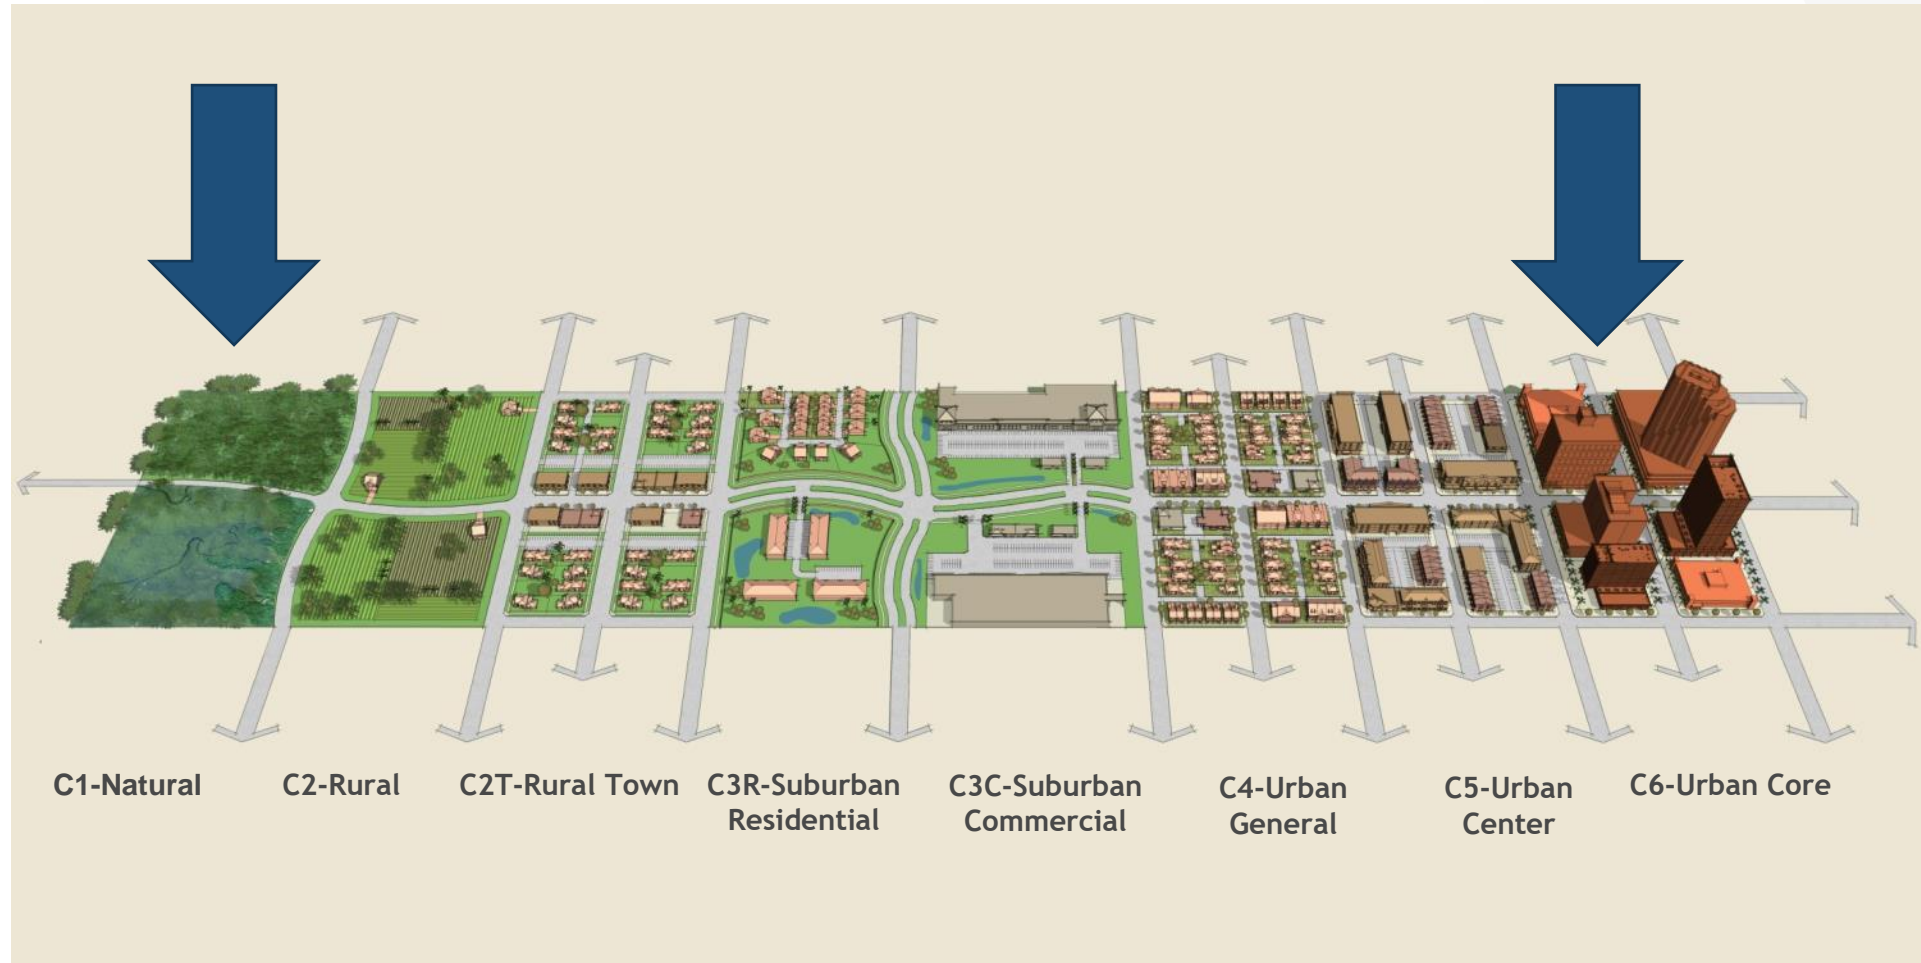 C1-Natural
C2-Rural
C2T-Rural Town
C3R-Suburban
Residential
C3C-Suburban
Commercial
C4-Urban
General
C5-Urban
Center
C6-Urban Core